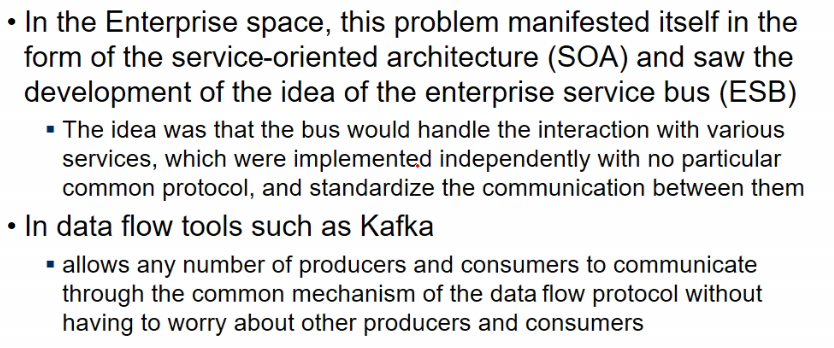 • In the Enterprise space, this problem manifested itself in the
form of the service-oriented architecture (SOA) and saw the
development of the idea of the enterprise service bus (ESB)
▪ The idea was that the bus would handle the interaction with various
services, which were implemented independently with no particular
common protocol, and standardize the communication between them
• In data flow tools such as Kafka
▪ allows any number of producers and consumers to communicate
through the common mechanism of the data flow protocol without
having to worry about other producers and consumers